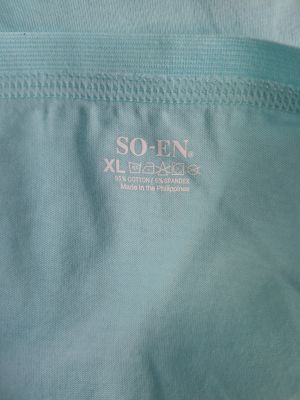 SO-EN®
XL
95% COTTON / 5% SPANDEX
Made in the Philippines